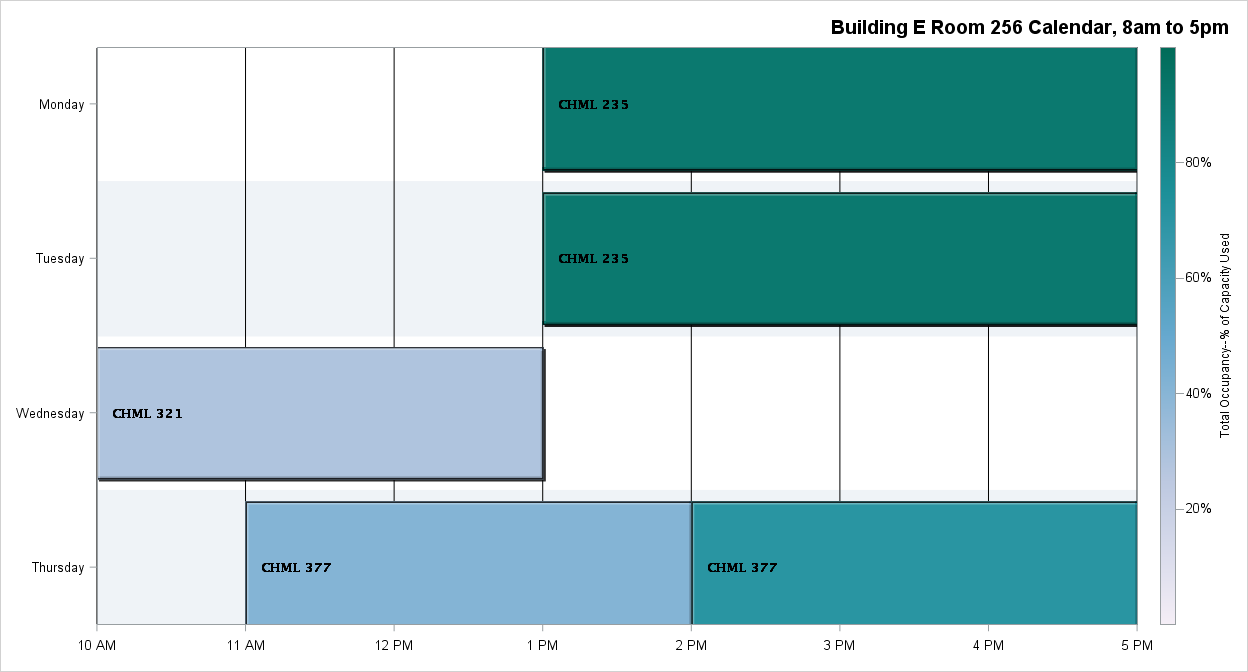 Building E Room 256 Calendar, 8am to 5pm
Monday
CHML 235
Tuesday
CHML 235
Wednesday
CHML 321
Thursday
CHML 377
CHML 377
10 AM
11 AM
12 PM
1 PM
2 PM
3 PM
4 PM
5 PM
80%
60%
40%
20%
Total Occupancy--% of Capacity Used